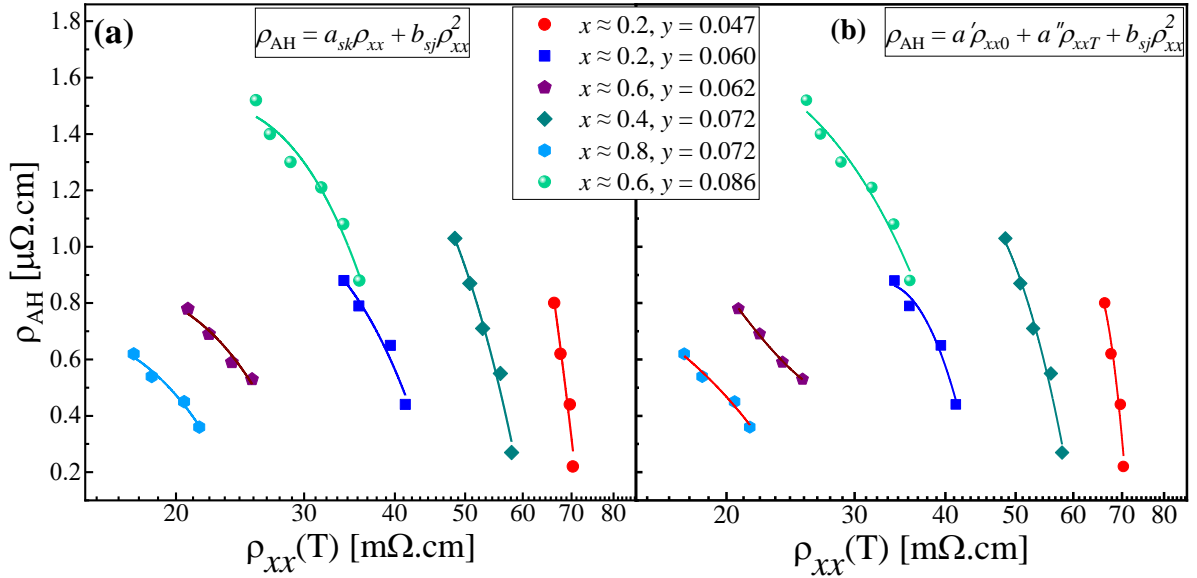 (a)
ρAH = askρxx + bsjρxx2
x ≈ 0.2, y = 0.047
x ≈ 0.2, y = 0.060
x ≈ 0.6, y = 0.062
x ≈ 0.4, y = 0.072
x ≈ 0.8, y = 0.072
x ≈ 0.6, y = 0.086
(b)
ρAH = a′ρxx0 + a″ρxxT + bsjρxx2
ρAH [μΩ.cm]
1.8
1.6
1.4
1.2
1.0
0.8
0.6
0.4
0.2
20 30 40 50 60 70 80
20 30 40 50 60 70 80
ρxx(T) [mΩ.cm]
ρxx(T) [mΩ.cm]